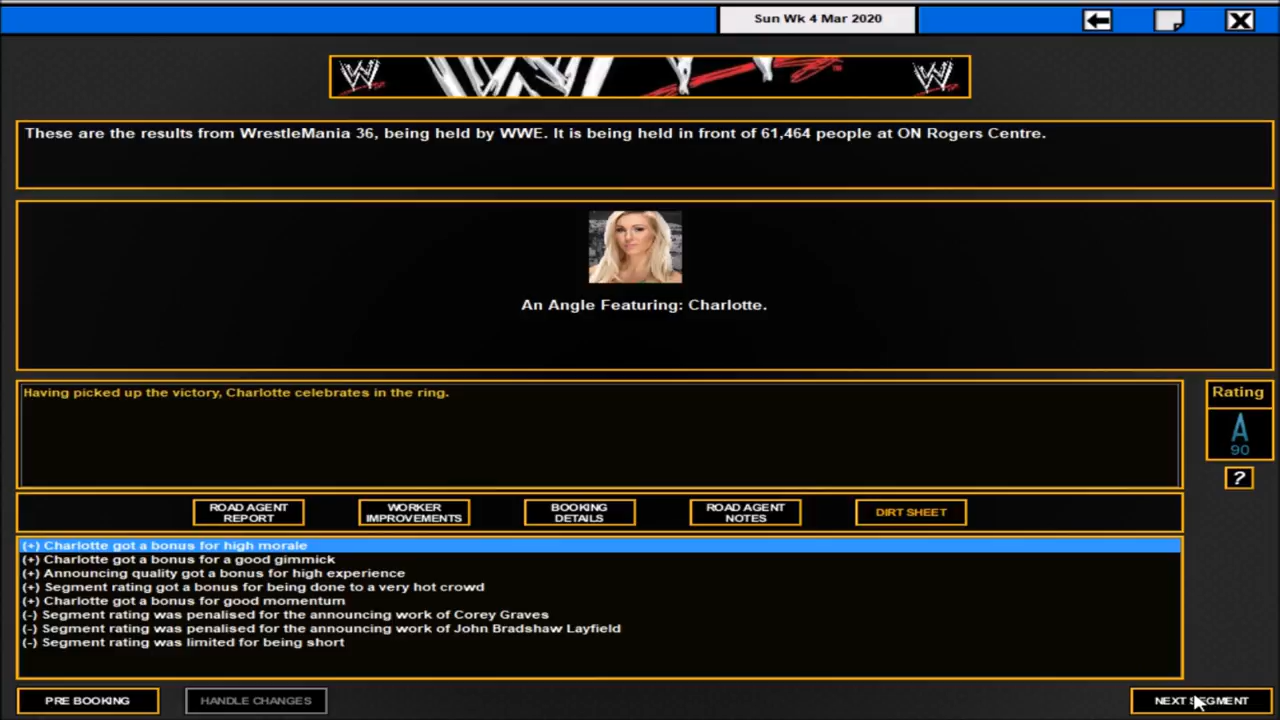 Sun Wk 4 Mar 2020
These are the results from WrestleMania 36, being held by WWE. It is being held in front of 61,464 people at ON Rogers Centre.
An Angle Featuring: Charlotte.
Having picked up the victory, Charlotte celebrates in the ring.
Rating
A
90
?
ROAD AGENT REPORT
WORKER IMPROVEMENTS
BOOKING DETAILS
ROAD AGENT NOTES
DIRT SHEET
(+) Charlotte got a bonus for high morale
(+) Charlotte got a bonus for a good gimmick
(+) Announcing quality got a bonus for high experience
(+) Segment rating got a bonus for being done to a very hot crowd
(+) Charlotte got a bonus for good momentum
(-) Segment rating was penalised for the announcing work of Corey Graves
(-) Segment rating was penalised for the announcing work of John Bradshaw Layfield
(-) Segment rating was limited for being short
PRE BOOKING
HANDLE CHANGES
NEXT SEGMENT